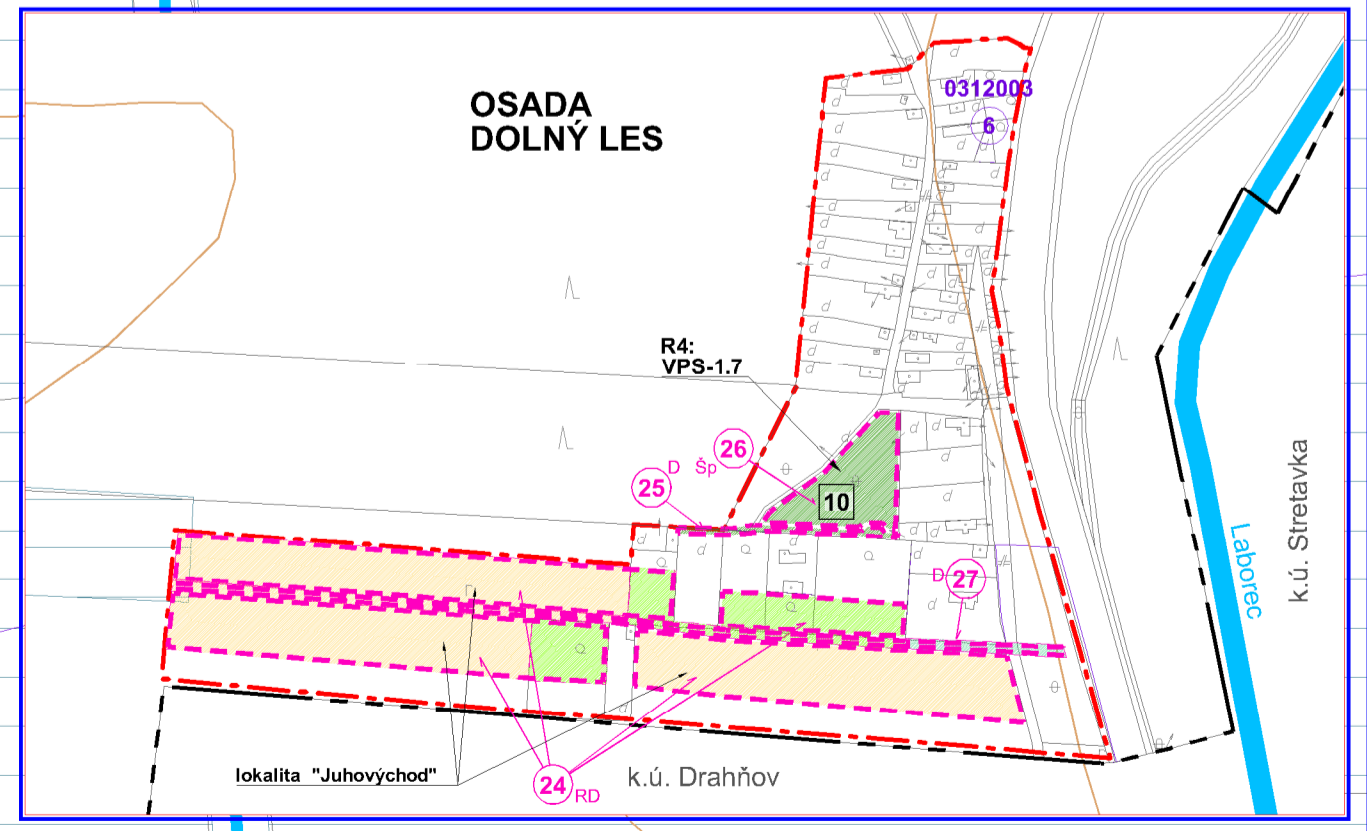 OSADA
DOLNÝ LES
0312003
6
R4:
VPS-1.7
26
D Šp
25
10
D 27
Laborec
k.ú. Stretavka
lokalita "Juhovýchod"
24 RD
k.ú. Drahňov